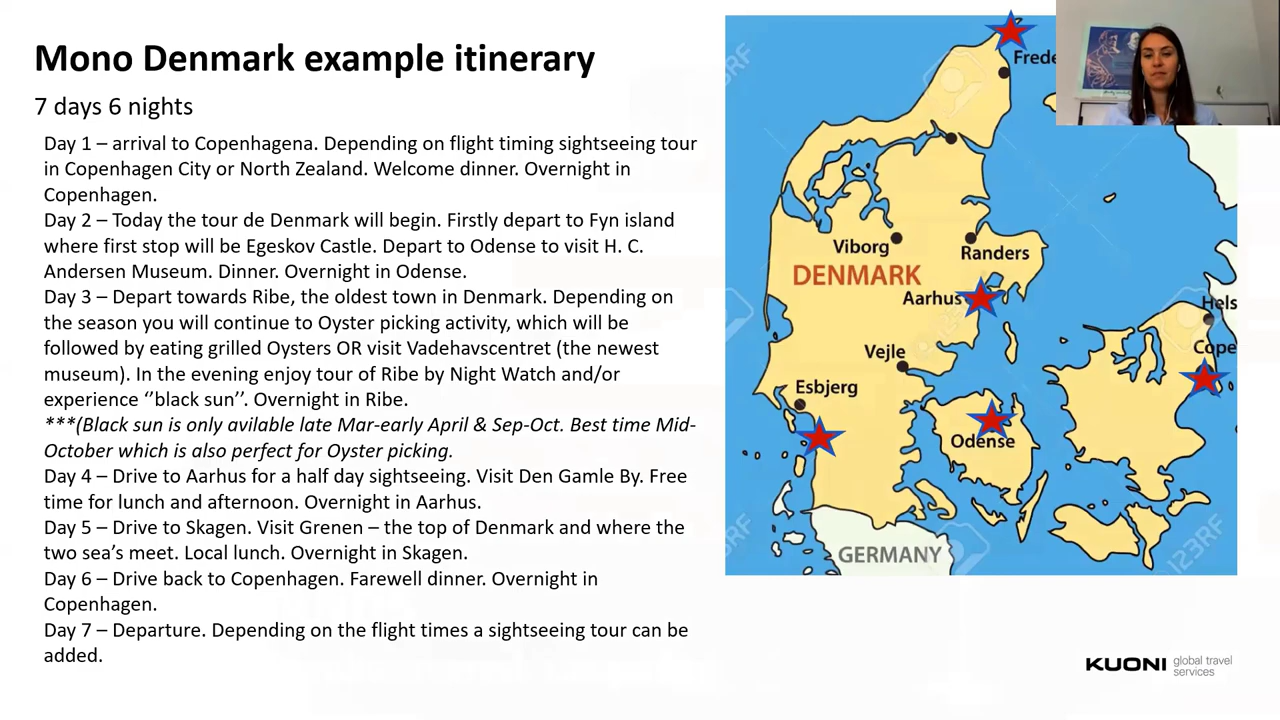 Mono Denmark example itinerary
7 days 6 nights
Day 1 – arrival to Copenhagena. Depending on flight timing sightseeing tour
in Copenhagen City or North Zealand. Welcome dinner. Overnight in
Copenhagen.
Day 2 – Today the tour de Denmark will begin. Firstly depart to Fyn island
where first stop will be Egeskov Castle. Depart to Odense to visit H. C.
Andersen Museum. Dinner. Overnight in Odense.
Day 3 – Depart towards Ribe, the oldest town in Denmark. Depending on
the season you will continue to Oyster picking activity, which will be
followed by eating grilled Oysters OR visit Vadehavscentret (the newest
museum). In the evening enjoy tour of Ribe by Night Watch and/or
experience ‘’black sun’’. Overnight in Ribe.
***(Black sun is only avilable late Mar-early April & Sep-Oct. Best time Mid-
October which is also perfect for Oyster picking.
Day 4 – Drive to Aarhus for a half day sightseeing. Visit Den Gamle By. Free
time for lunch and afternoon. Overnight in Aarhus.
Day 5 – Drive to Skagen. Visit Grenen – the top of Denmark and where the
two sea’s meet. Local lunch. Overnight in Skagen.
Day 6 – Drive back to Copenhagen. Farewell dinner. Overnight in
Copenhagen.
Day 7 – Departure. Depending on the flight times a sightseeing tour can be
added.
Frede
Viborg
Randers
DENMARK
Aarhus
Hels
Cope
Vejle
Esbjerg
Odense
GERMANY
123RF
KUONI global travel
services